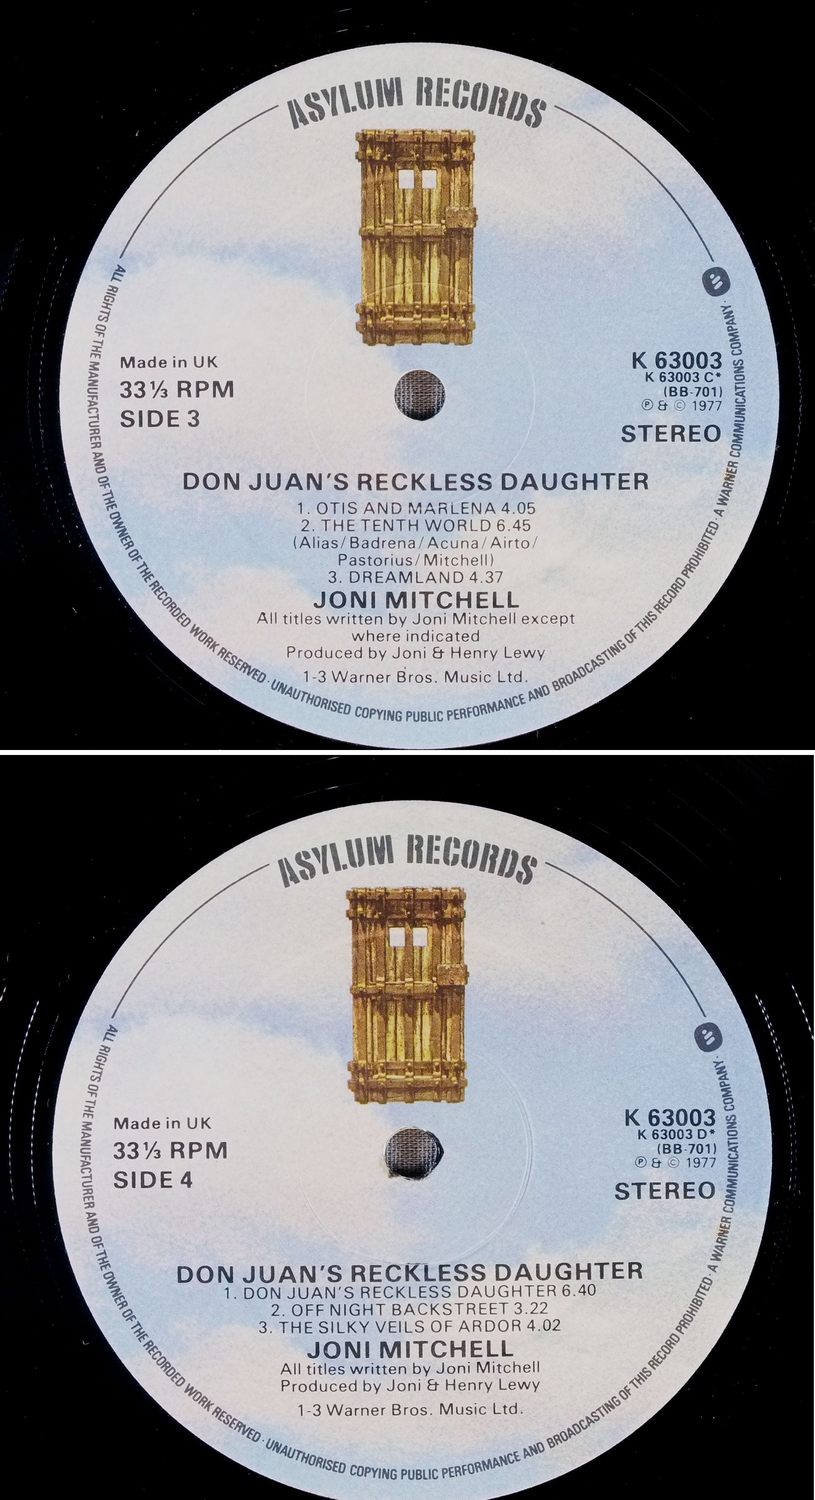 ASYLUM RECORDS
Made in UK
33⅓ RPM
SIDE 3
K 63003
K 63003 C*
(BB-701)
Ⓟ & © 1977
STEREO
DON JUAN'S RECKLESS DAUGHTER
1. OTIS AND MARLENA 4.05
2. THE TENTH WORLD 6.45
(Alias/Badrena/Acuna/Airto/
Pastorius/Mitchell)
3. DREAMLAND 4.37
JONI MITCHELL
All titles written by Joni Mitchell except
where indicated
Produced by Joni & Henry Lewy
1-3 Warner Bros. Music Ltd.
ALL RIGHTS OF THE MANUFACTURER AND OF THE OWNER OF THE RECORDED WORK RESERVED · UNAUTHORISED COPYING PUBLIC PERFORMANCE AND BROADCASTING OF THIS RECORD PROHIBITED · A WARNER COMMUNICATIONS COMPANY ·
ASYLUM RECORDS
Made in UK
33⅓ RPM
SIDE 4
K 63003
K 63003 D*
(BB-701)
Ⓟ & © 1977
STEREO
DON JUAN'S RECKLESS DAUGHTER
1. DON JUAN'S RECKLESS DAUGHTER 6.40
2. OFF NIGHT BACKSTREET 3.22
3. THE SILKY VEILS OF ARDOR 4.02
JONI MITCHELL
All titles written by Joni Mitchell
Produced by Joni & Henry Lewy
1-3 Warner Bros. Music Ltd.
ALL RIGHTS OF THE MANUFACTURER AND OF THE OWNER OF THE RECORDED WORK RESERVED · UNAUTHORISED COPYING PUBLIC PERFORMANCE AND BROADCASTING OF THIS RECORD PROHIBITED · A WARNER COMMUNICATIONS COMPANY ·